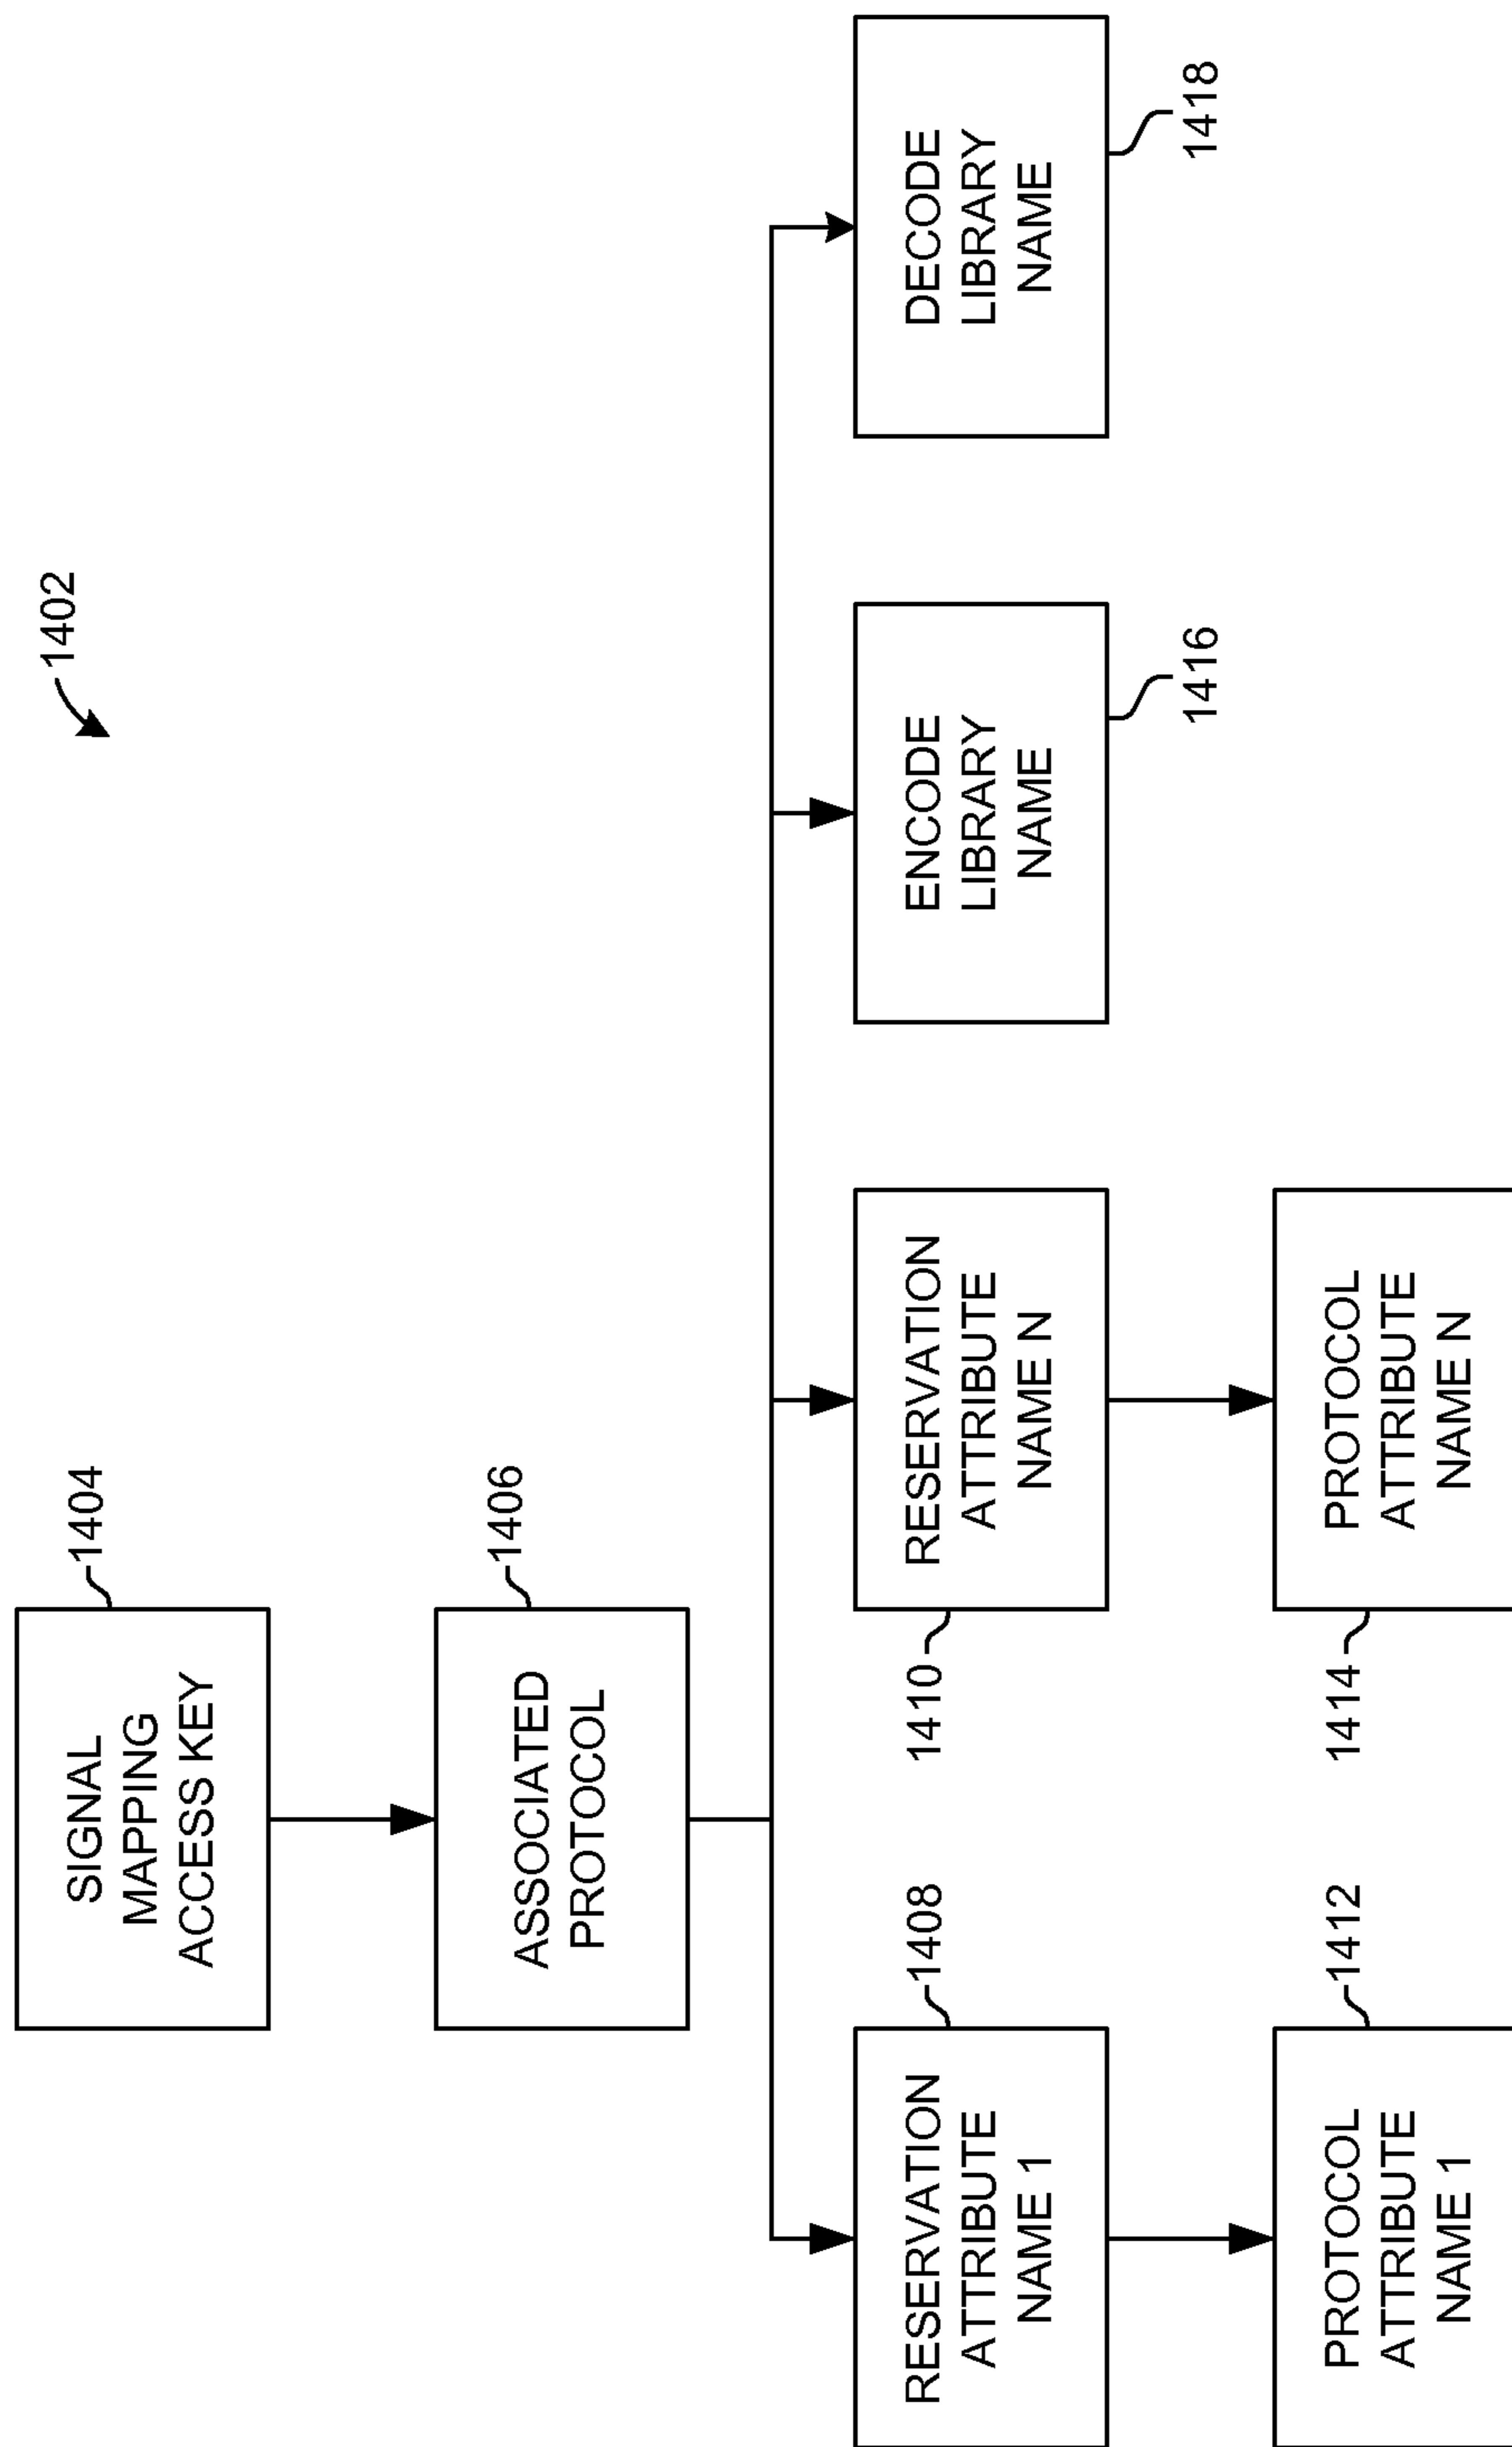 1402
SIGNAL
MAPPING
ACCESS KEY
1404
ASSOCIATED
PROTOCOL
1406
RESERVATION
ATTRIBUTE
NAME 1
1408
RESERVATION
ATTRIBUTE
NAME N
1410
ENCODE
LIBRARY
NAME
1416
DECODE
LIBRARY
NAME
1418
PROTOCOL
ATTRIBUTE
NAME 1
1412
PROTOCOL
ATTRIBUTE
NAME N
1414